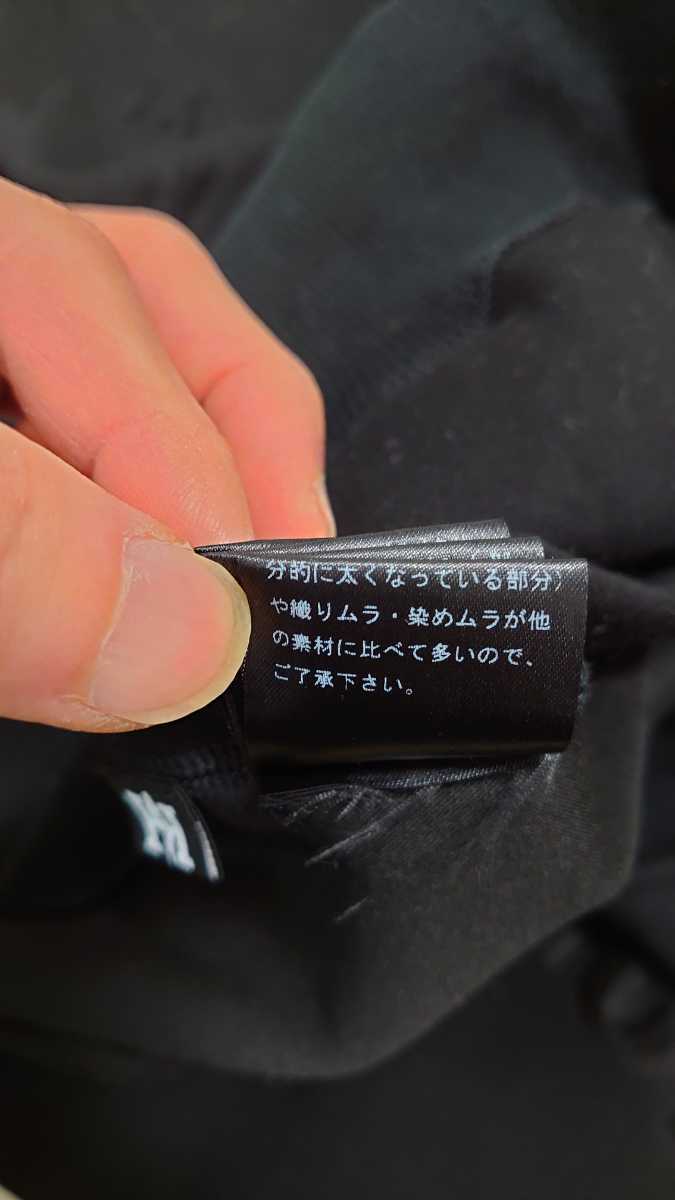 分的に太くなっている部分)
や織りムラ・染めムラが他
の素材に比べて多いので、
ご了承下さい。